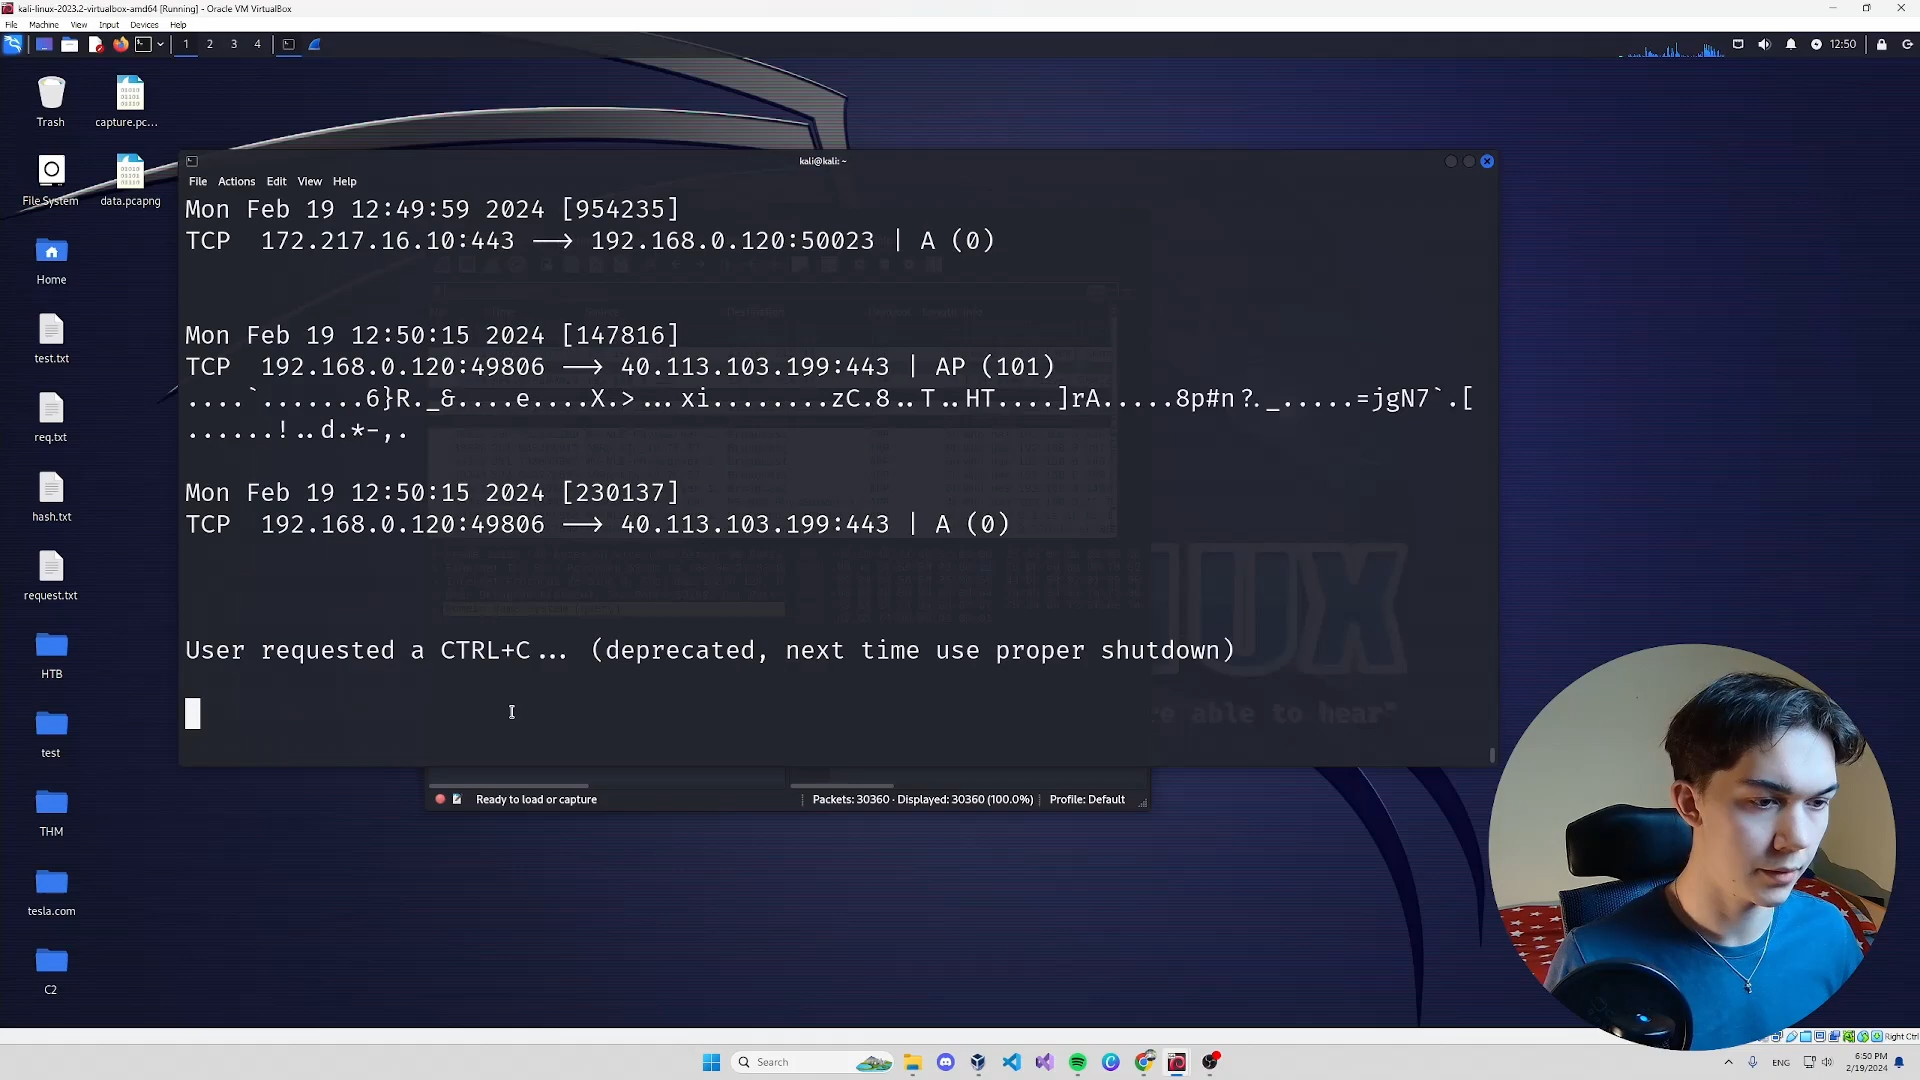 kali-linux-2023.2-virtualbox-amd64 [Running] - Oracle VM VirtualBox
File Machine View Input Devices Help
1 2 3 4
12:50
Trash
capture.pc...
File System
data.pcapng
Home
test.txt
req.txt
hash.txt
request.txt
HTB
test
THM
tesla.com
C2
kali@kali: ~
File Actions Edit View Help
Mon Feb 19 12:49:59 2024 [954235]
TCP 172.217.16.10:443 → 192.168.0.120:50023 | A (0)
Mon Feb 19 12:50:15 2024 [147816]
TCP 192.168.0.120:49806 → 40.113.103.199:443 | AP (101)
....`.......6}R._&....e....X.>...xi........zC.8..T..HT....]rA.....8p#n?._.....=jgN7`.[
......!..d.*-,.
Mon Feb 19 12:50:15 2024 [230137]
TCP 192.168.0.120:49806 → 40.113.103.199:443 | A (0)
User requested a CTRL+C... (deprecated, next time use proper shutdown)
able to hear"
Ready to load or capture
Packets: 30360 · Displayed: 30360 (100.0%)
Profile: Default
Right Ctrl
Search
ENG
6:50 PM
2/19/2024